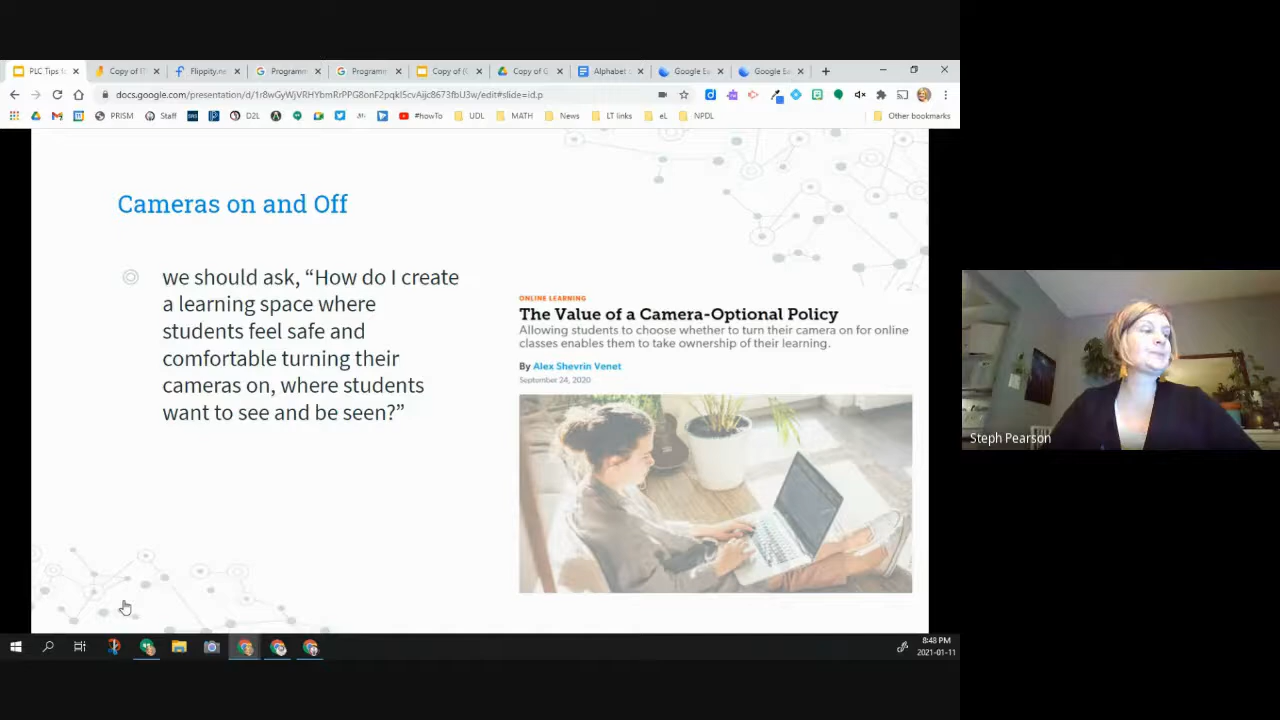 PLC Tips f
Copy of
Flippity.ne
Programm
Programm
Copy of (
Copy of G
Alphabet
Google Ea
Google Ea
docs.google.com/presentation/d/
/edit#slide=id.p
PRISM
Staff
D2L
#howTo
UDL
MATH
News
LT links
eL
NPDL
Other bookmarks
Cameras on and Off
we should ask, “How do I create
a learning space where
students feel safe and
comfortable turning their
cameras on, where students
want to see and be seen?”
ONLINE LEARNING
The Value of a Camera-Optional Policy
Allowing students to choose whether to turn their camera on for online
classes enables them to take ownership of their learning.
By Alex Shevrin Venet
September 24, 2020
Steph Pearson
8:48 PM
2021-01-11